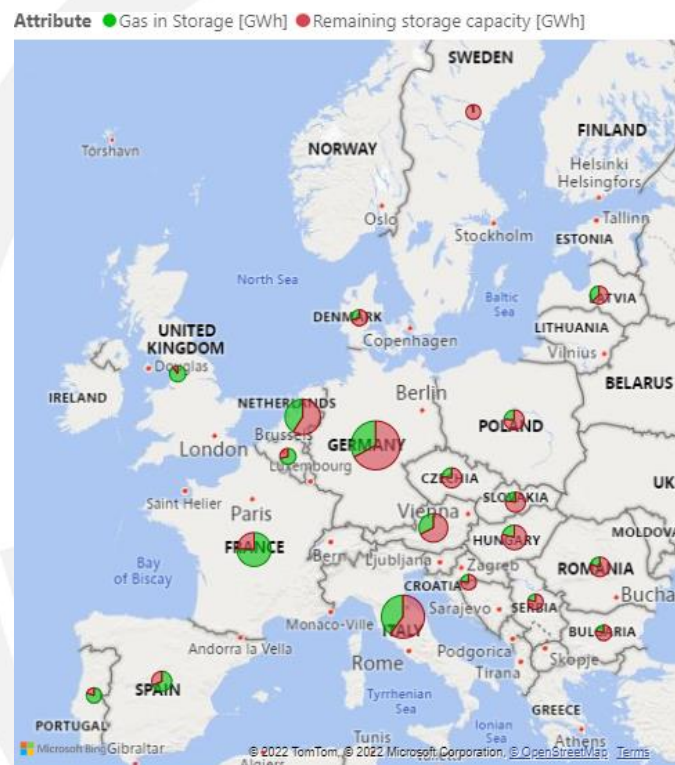 Attribute Gas in Storage [GWh] Remaining storage capacity [GWh]
SWEDEN
FINLAND
NORWAY
Tórshavn
Helsinki
Helsingfors
Oslo
Tallinn
Stockholm
ESTONIA
North Sea
Baltic
Sea
LATVIA
DENMARK
UNITED
KINGDOM
LITHUANIA
Copenhagen
Vilnius
Douglas
BELARUS
IRELAND
NETHERLANDS
Berlin
POLAND
London
Brussels
GERMANY
Luxembourg
CZECHIA
UK
SLOVAKIA
Saint Helier
Paris
Vienna
MOLDOVA
HUNGARY
FRANCE
Bern
Ljubljana
Zagreb
ROMANIA
Bay
of Biscay
CROATIA
Bucha
Sarajevo
SERBIA
Monaco-Ville
ITALY
BULGARIA
Andorra la Vella
Podgorica
Rome
Skopje
Tirana
SPAIN
Tyrrhenian
Sea
GREECE
PORTUGAL
Ionian
Sea
Athens
Microsoft Bing
Gibraltar
Tunis
© 2022 TomTom, © 2022 Microsoft Corporation, © OpenStreetMap Terms